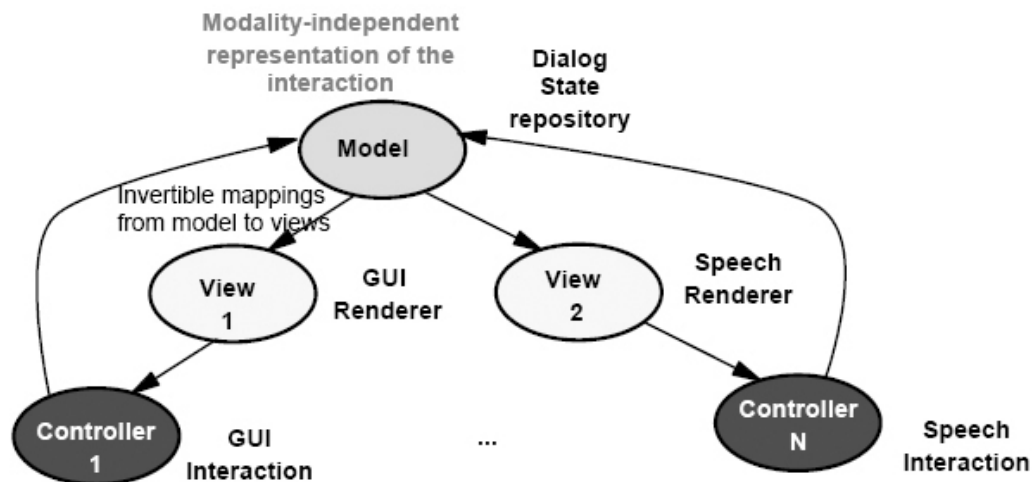 Modality-independent
representation of the
interaction
Dialog
State
repository
Model
Invertible mappings
from model to views
View
1
GUI
Renderer
View
2
Speech
Renderer
Controller
1
GUI
Interaction
...
Controller
N
Speech
Interaction